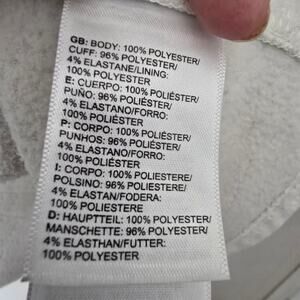 GB: BODY: 100% POLYESTER/
CUFF: 96% POLYESTER/
4% ELASTANE/LINING:
100% POLYESTER
E: CUERPO: 100% POLIÉSTER/
PUÑO: 96% POLIÉSTER/
4% ELASTANO/FORRO:
100% POLIÉSTER
P: CORPO: 100% POLIÉSTER/
PUNHOS: 96% POLIÉSTER/
4% ELASTANO/FORRO:
100% POLIÉSTER
I: CORPO: 100% POLIESTERE/
POLSINO: 96% POLIESTERE/
4% ELASTAN/FODERA:
100% POLIESTERE
D: HAUPTTEIL: 100% POLYESTER/
MANSCHETTE: 96% POLYESTER/
4% ELASTHAN/FUTTER:
100% POLYESTER